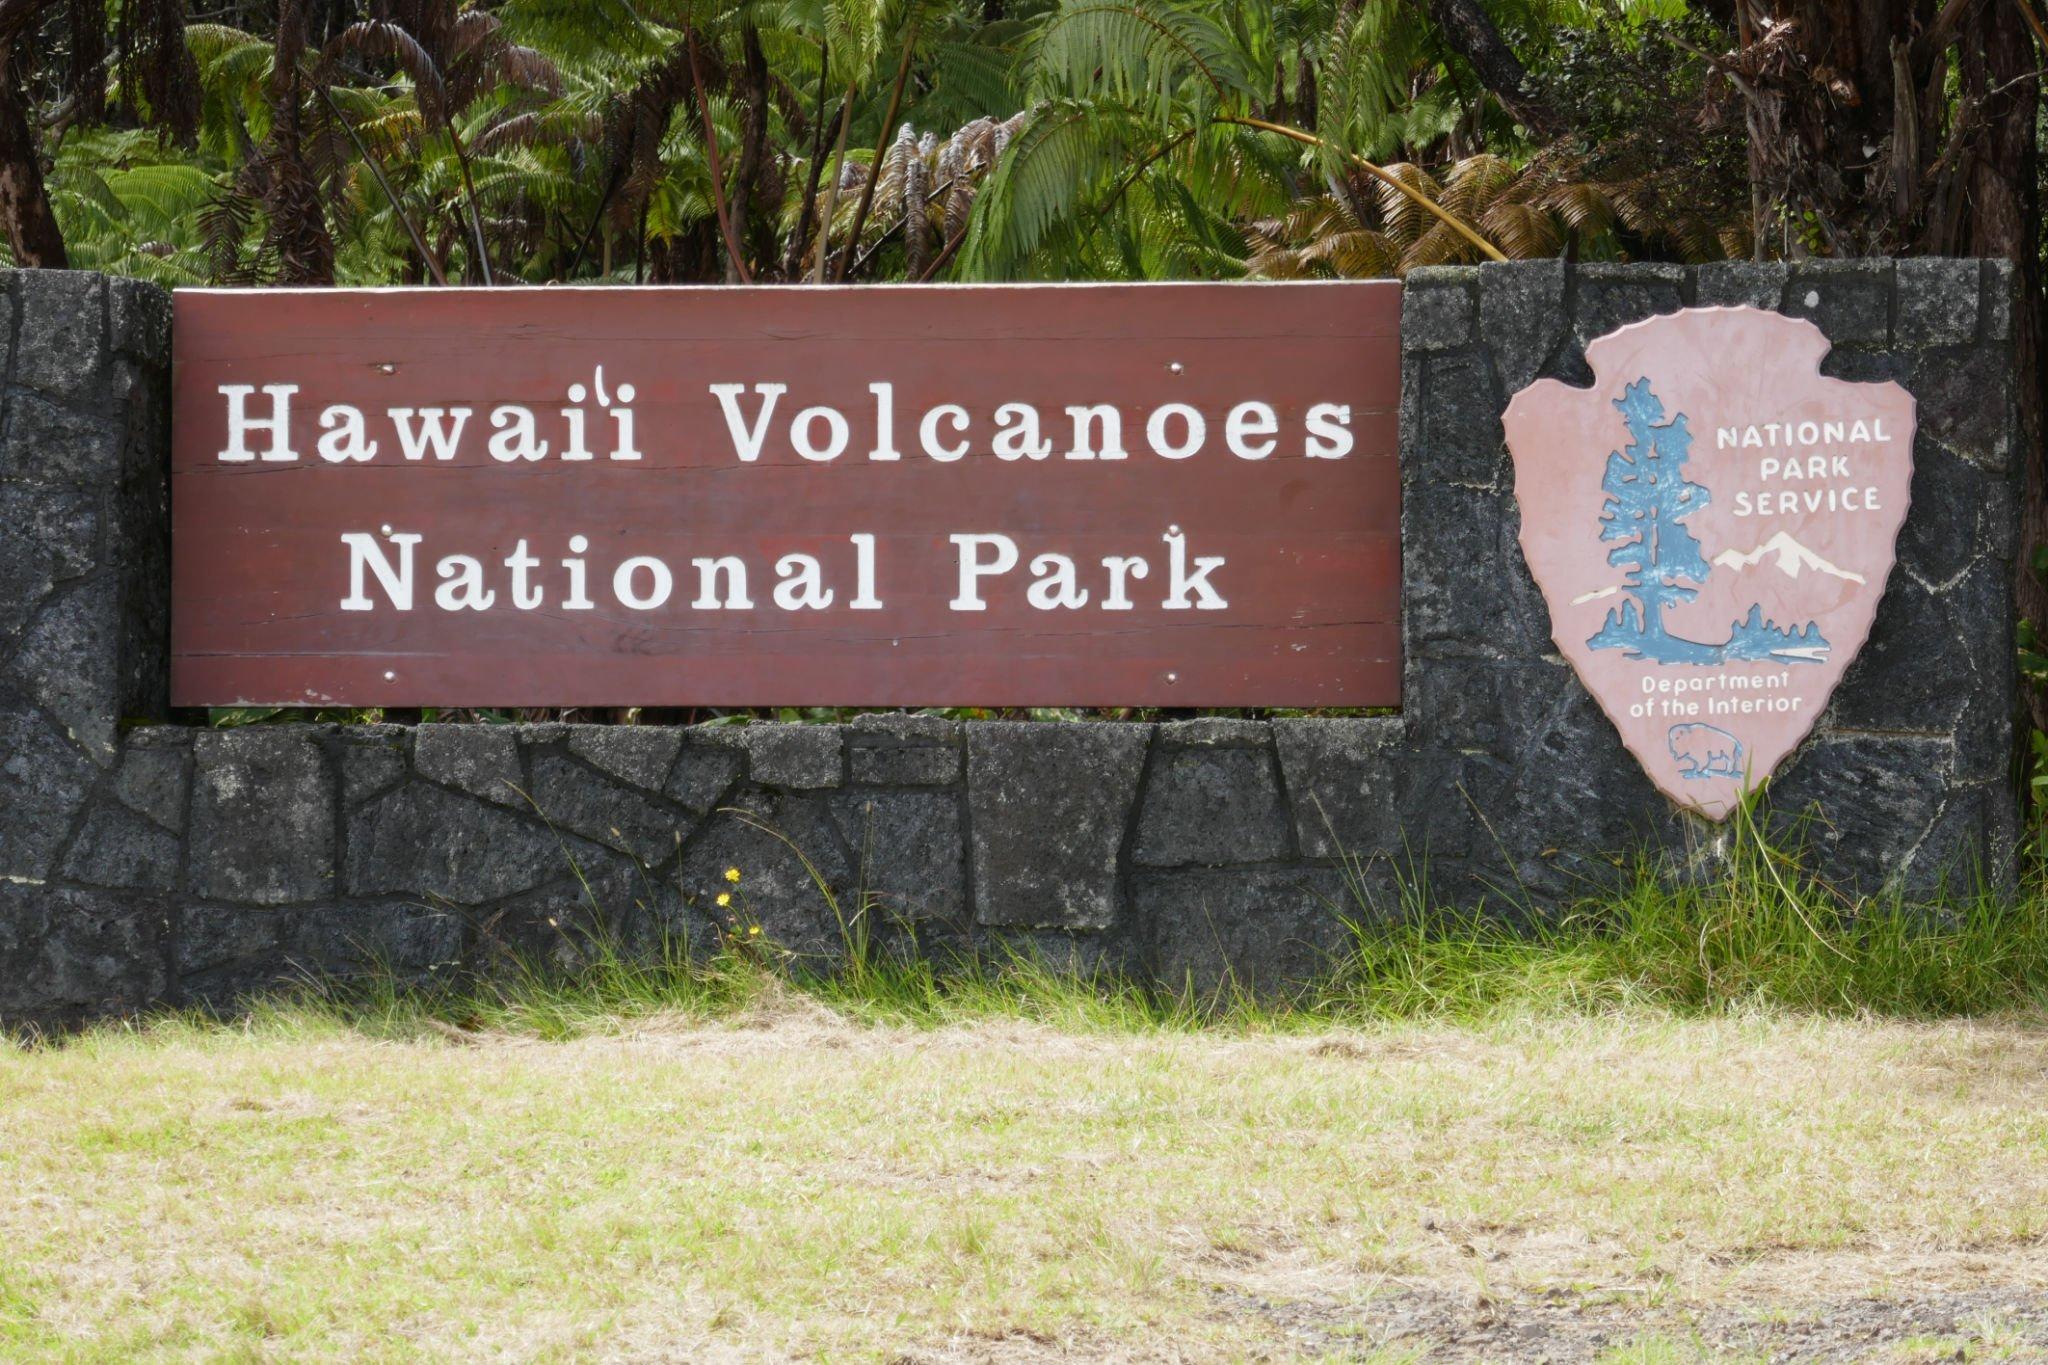 Hawai'i Volcanoes
National Park
NATIONAL
PARK
SERVICE
Department
of the Interior